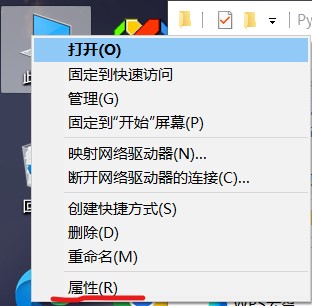 Py
此
打开(O)
固定到快速访问
管理(G)
固定到"开始"屏幕(P)
映射网络驱动器(N)...
断开网络驱动器的连接(C)...
回
创建快捷方式(S)
删除(D)
重命名(M)
属性(R)